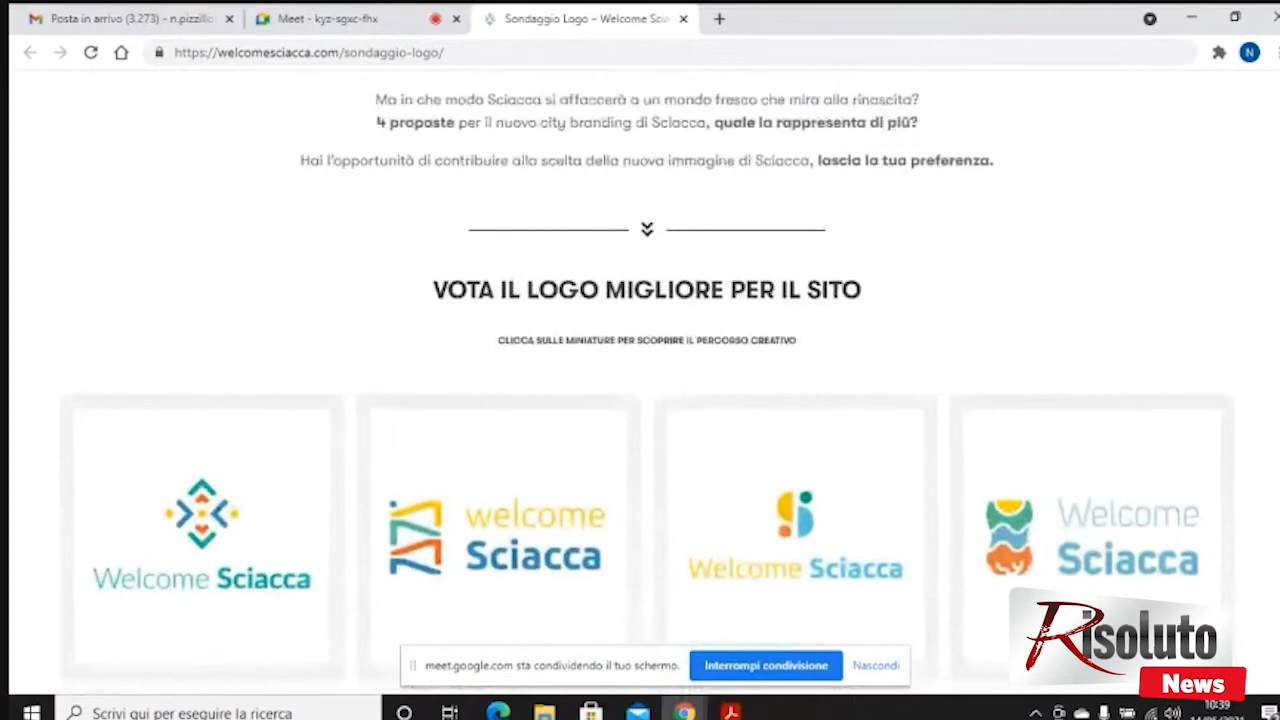 Posta in arrivo (3.273) - n.pizzillo
Meet - kyz-sgxc-fhx
Sondaggio Logo – Welcome Scia
https://welcomesciacca.com/sondaggio-logo/
N
Ma in che modo Sciacca si affaccerà a un mondo fresco che mira alla rinascita?
4 proposte per il nuovo city branding di Sciacca, quale la rappresenta di più?
Hai l'opportunità di contribuire alla scelta della nuova immagine di Sciacca, lascia la tua preferenza.
VOTA IL LOGO MIGLIORE PER IL SITO
CLICCA SULLE MINIATURE PER SCOPRIRE IL PERCORSO CREATIVO
Welcome Sciacca
welcome
Sciacca
Welcome Sciacca
Welcome
Sciacca
Risoluto
News
meet.google.com sta condividendo il tuo schermo.
Interrompi condivisione
Nascondi
Scrivi qui per eseguire la ricerca
10:39